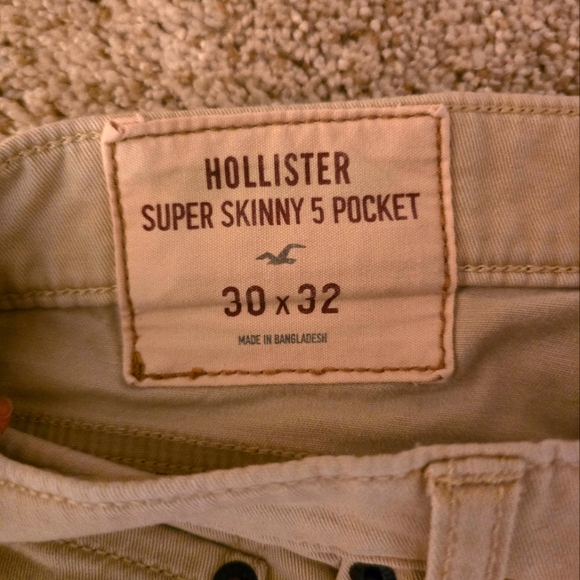 HOLLISTER
SUPER SKINNY 5 POCKET
30 x 32
MADE IN BANGLADESH